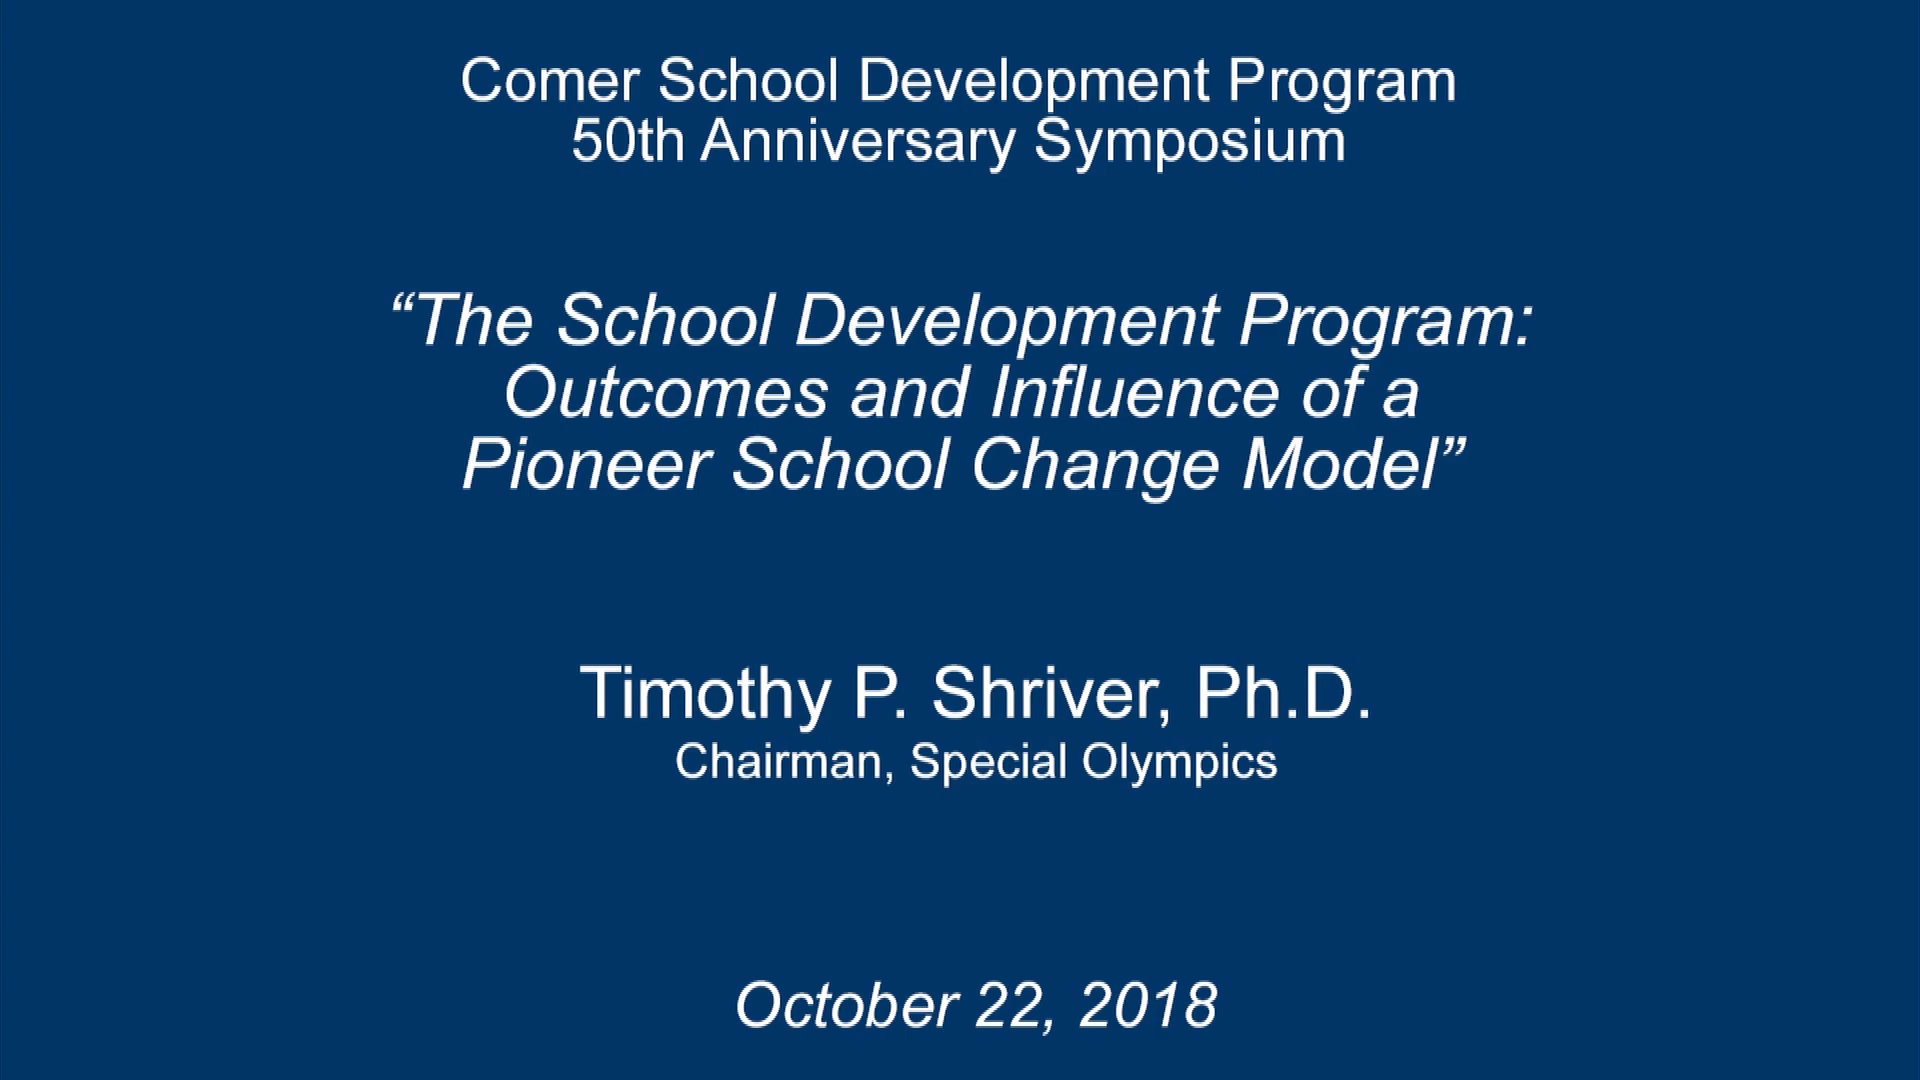 Comer School Development Program
50th Anniversary Symposium
“The School Development Program:
Outcomes and Influence of a
Pioneer School Change Model”
Timothy P. Shriver, Ph.D.
Chairman, Special Olympics
October 22, 2018